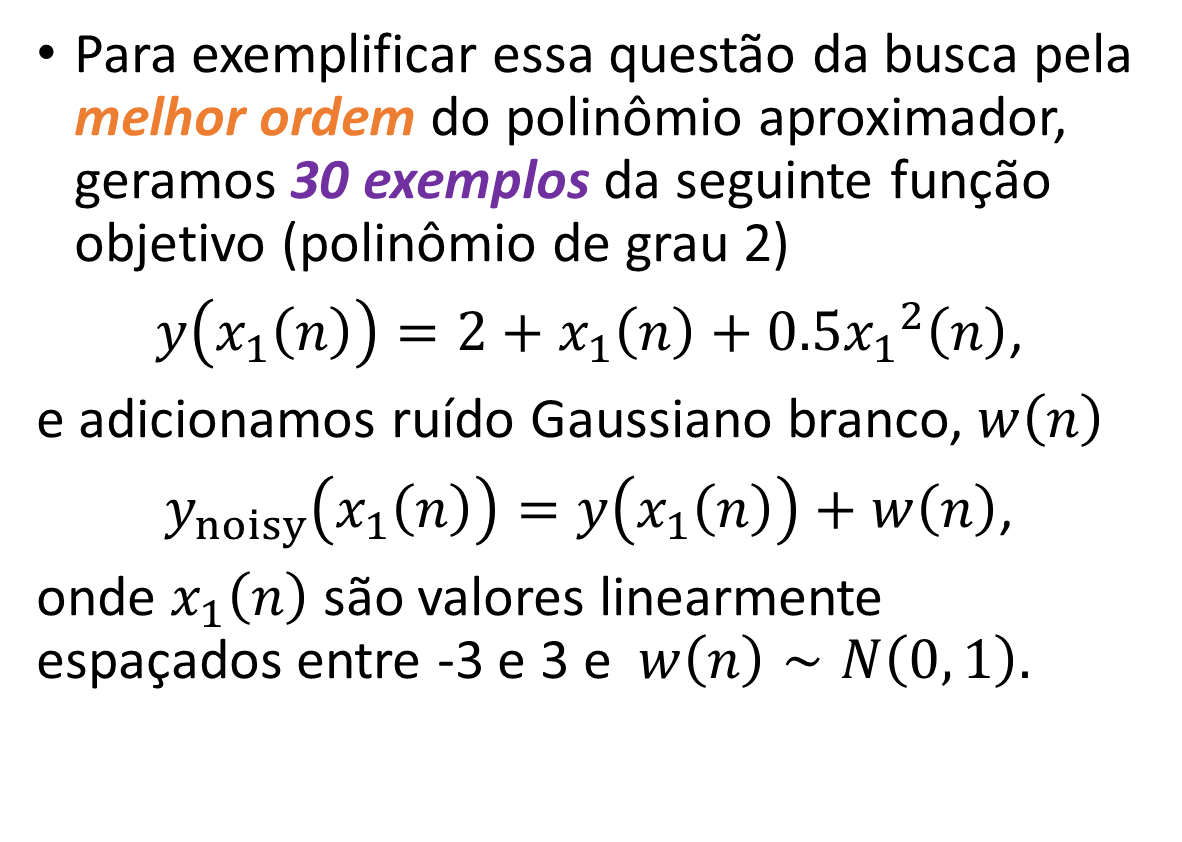 • Para exemplificar essa questão da busca pela
melhor ordem do polinômio aproximador,
geramos 30 exemplos da seguinte função
objetivo (polinômio de grau 2)
y(x₁(n)) = 2 + x₁(n) + 0.5x₁²(n),
e adicionamos ruído Gaussiano branco, w(n)
y_noisy(x₁(n)) = y(x₁(n)) + w(n),
onde x₁(n) são valores linearmente
espaçados entre -3 e 3 e w(n) ~ N(0, 1).